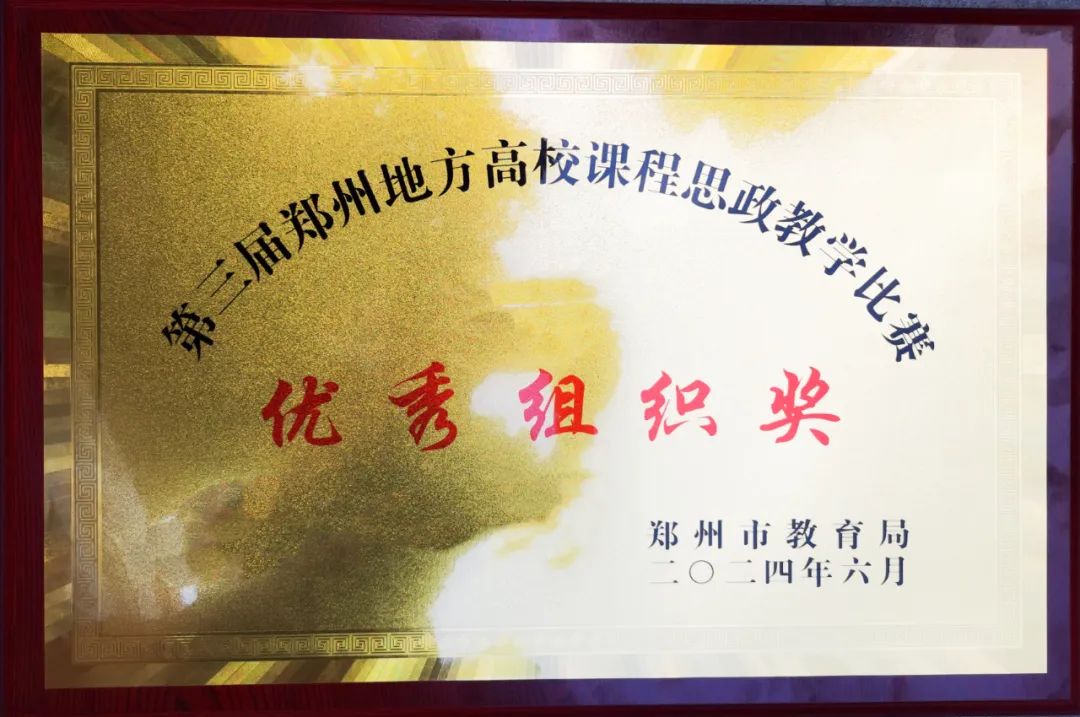 第三届郑州地方高校课程思政教学比赛
优秀组织奖
郑州市教育局
二〇二四年六月